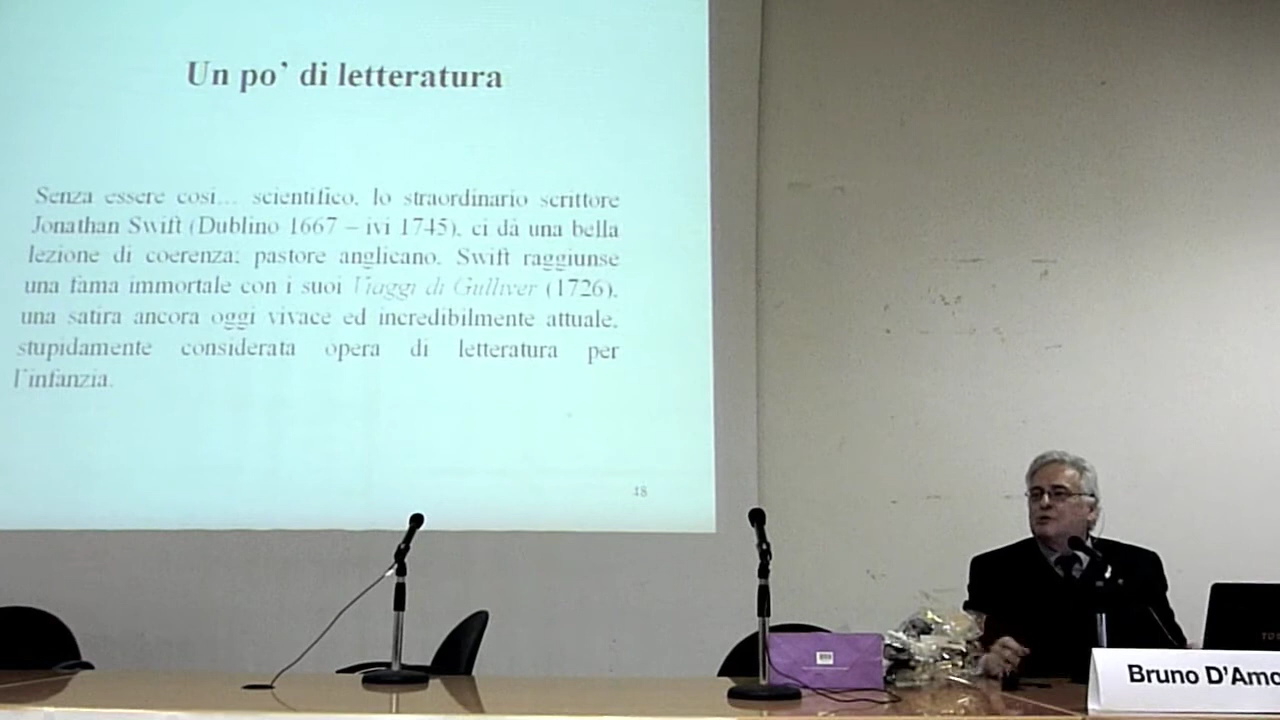 Un po' di letteratura
Senza essere così... scientifico, lo straordinario scrittore
Jonathan Swift (Dublino 1667 – ivi 1745), ci dà una bella
lezione di coerenza; pastore anglicano, Swift raggiunse
una fama immortale con i suoi Viaggi di Gulliver (1726),
una satira ancora oggi vivace ed incredibilmente attuale,
stupidamente considerata opera di letteratura per
l'infanzia.
48
Bruno D'Amo